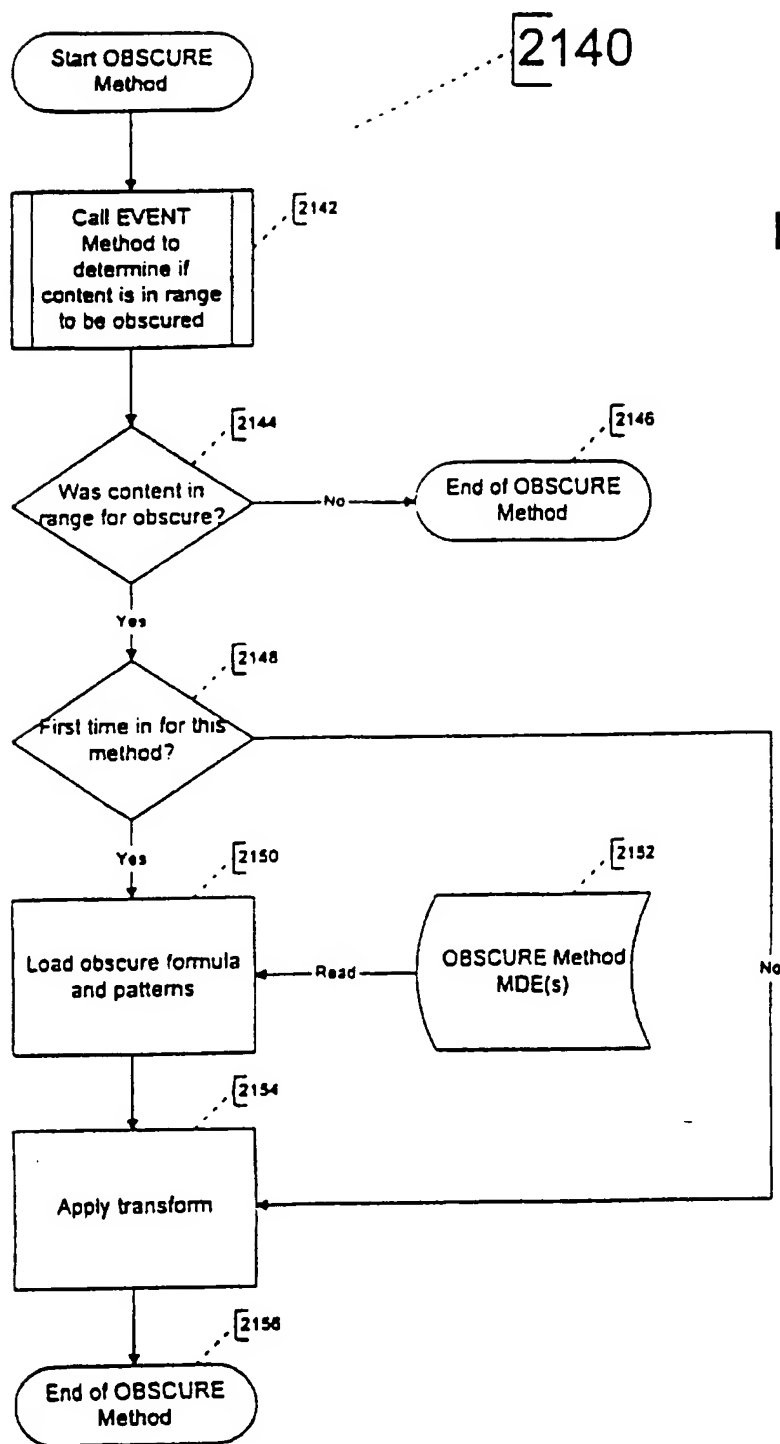 Start OBSCURE
Method
2140
Call EVENT
Method to
determine if
content is in range
to be obscured
2142
2144
Was content in
range for obscure?
No
2146
End of OBSCURE
Method
Yes
2148
First time in for this
method?
No
Yes
2150
Load obscure formula
and patterns
Read
2152
OBSCURE Method
MDE(s)
2154
Apply transform
2156
End of OBSCURE
Method